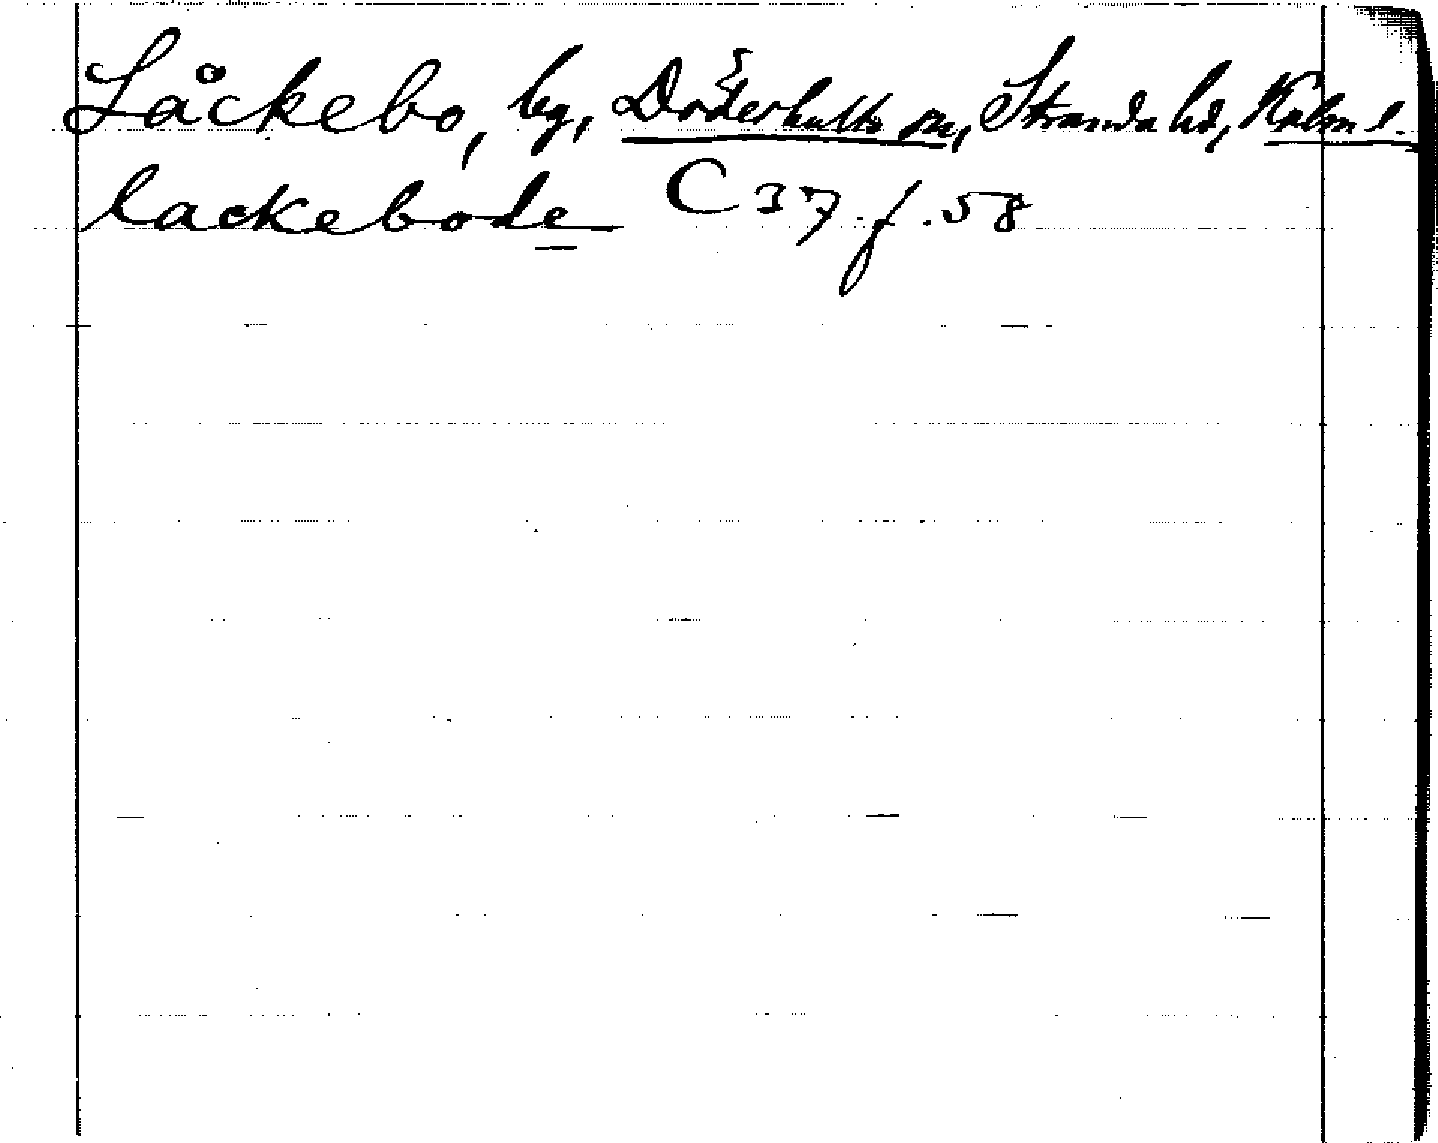 Låckebo, by, Döderhults sn, Stranda hd, Kalm l.
lackebode C 37 f. 58